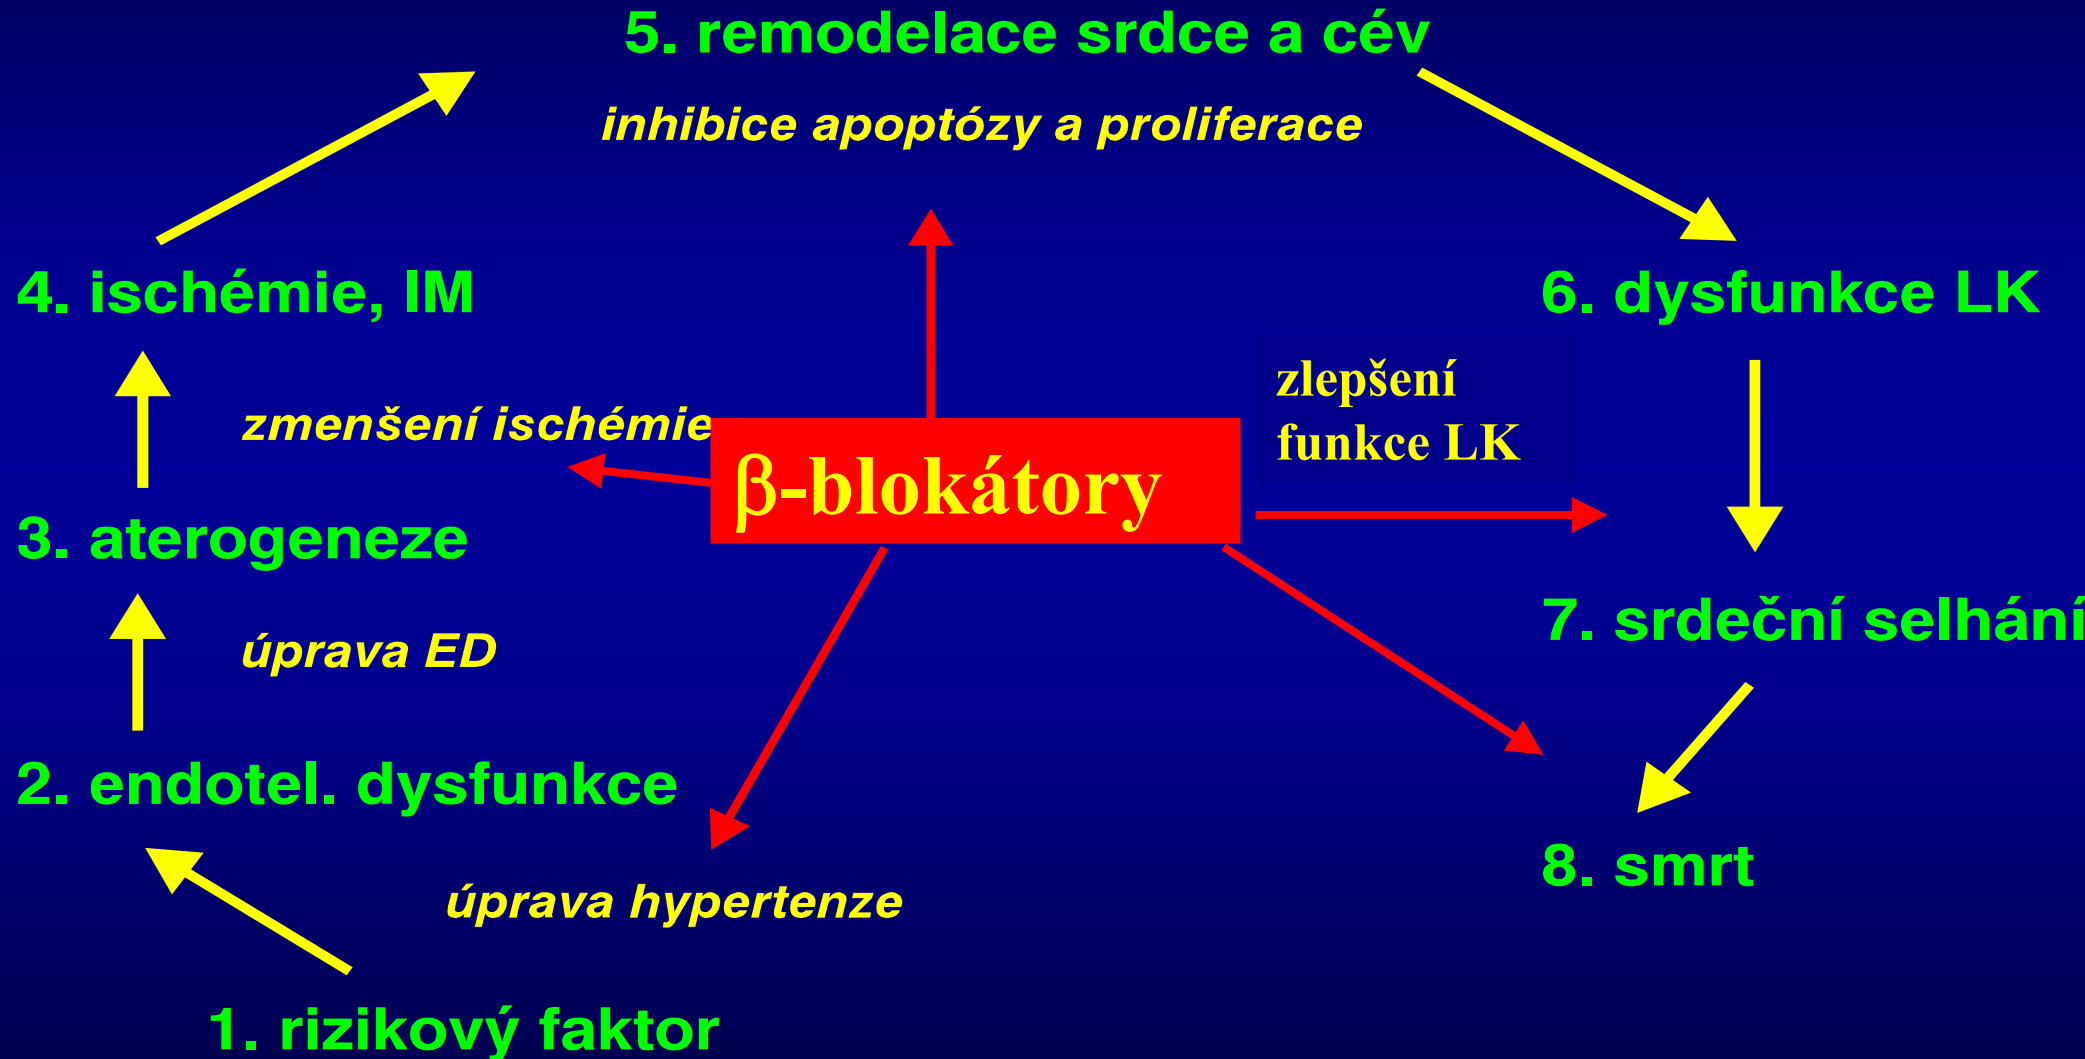 5. remodelace srdce a cév
inhibice apoptózy a proliferace
4. ischémie, IM
6. dysfunkce LK
zlepšení
funkce LK
zmenšení ischémie
β-blokátory
3. aterogeneze
7. srdeční selhání
úprava ED
2. endotel. dysfunkce
8. smrt
úprava hypertenze
1. rizikový faktor